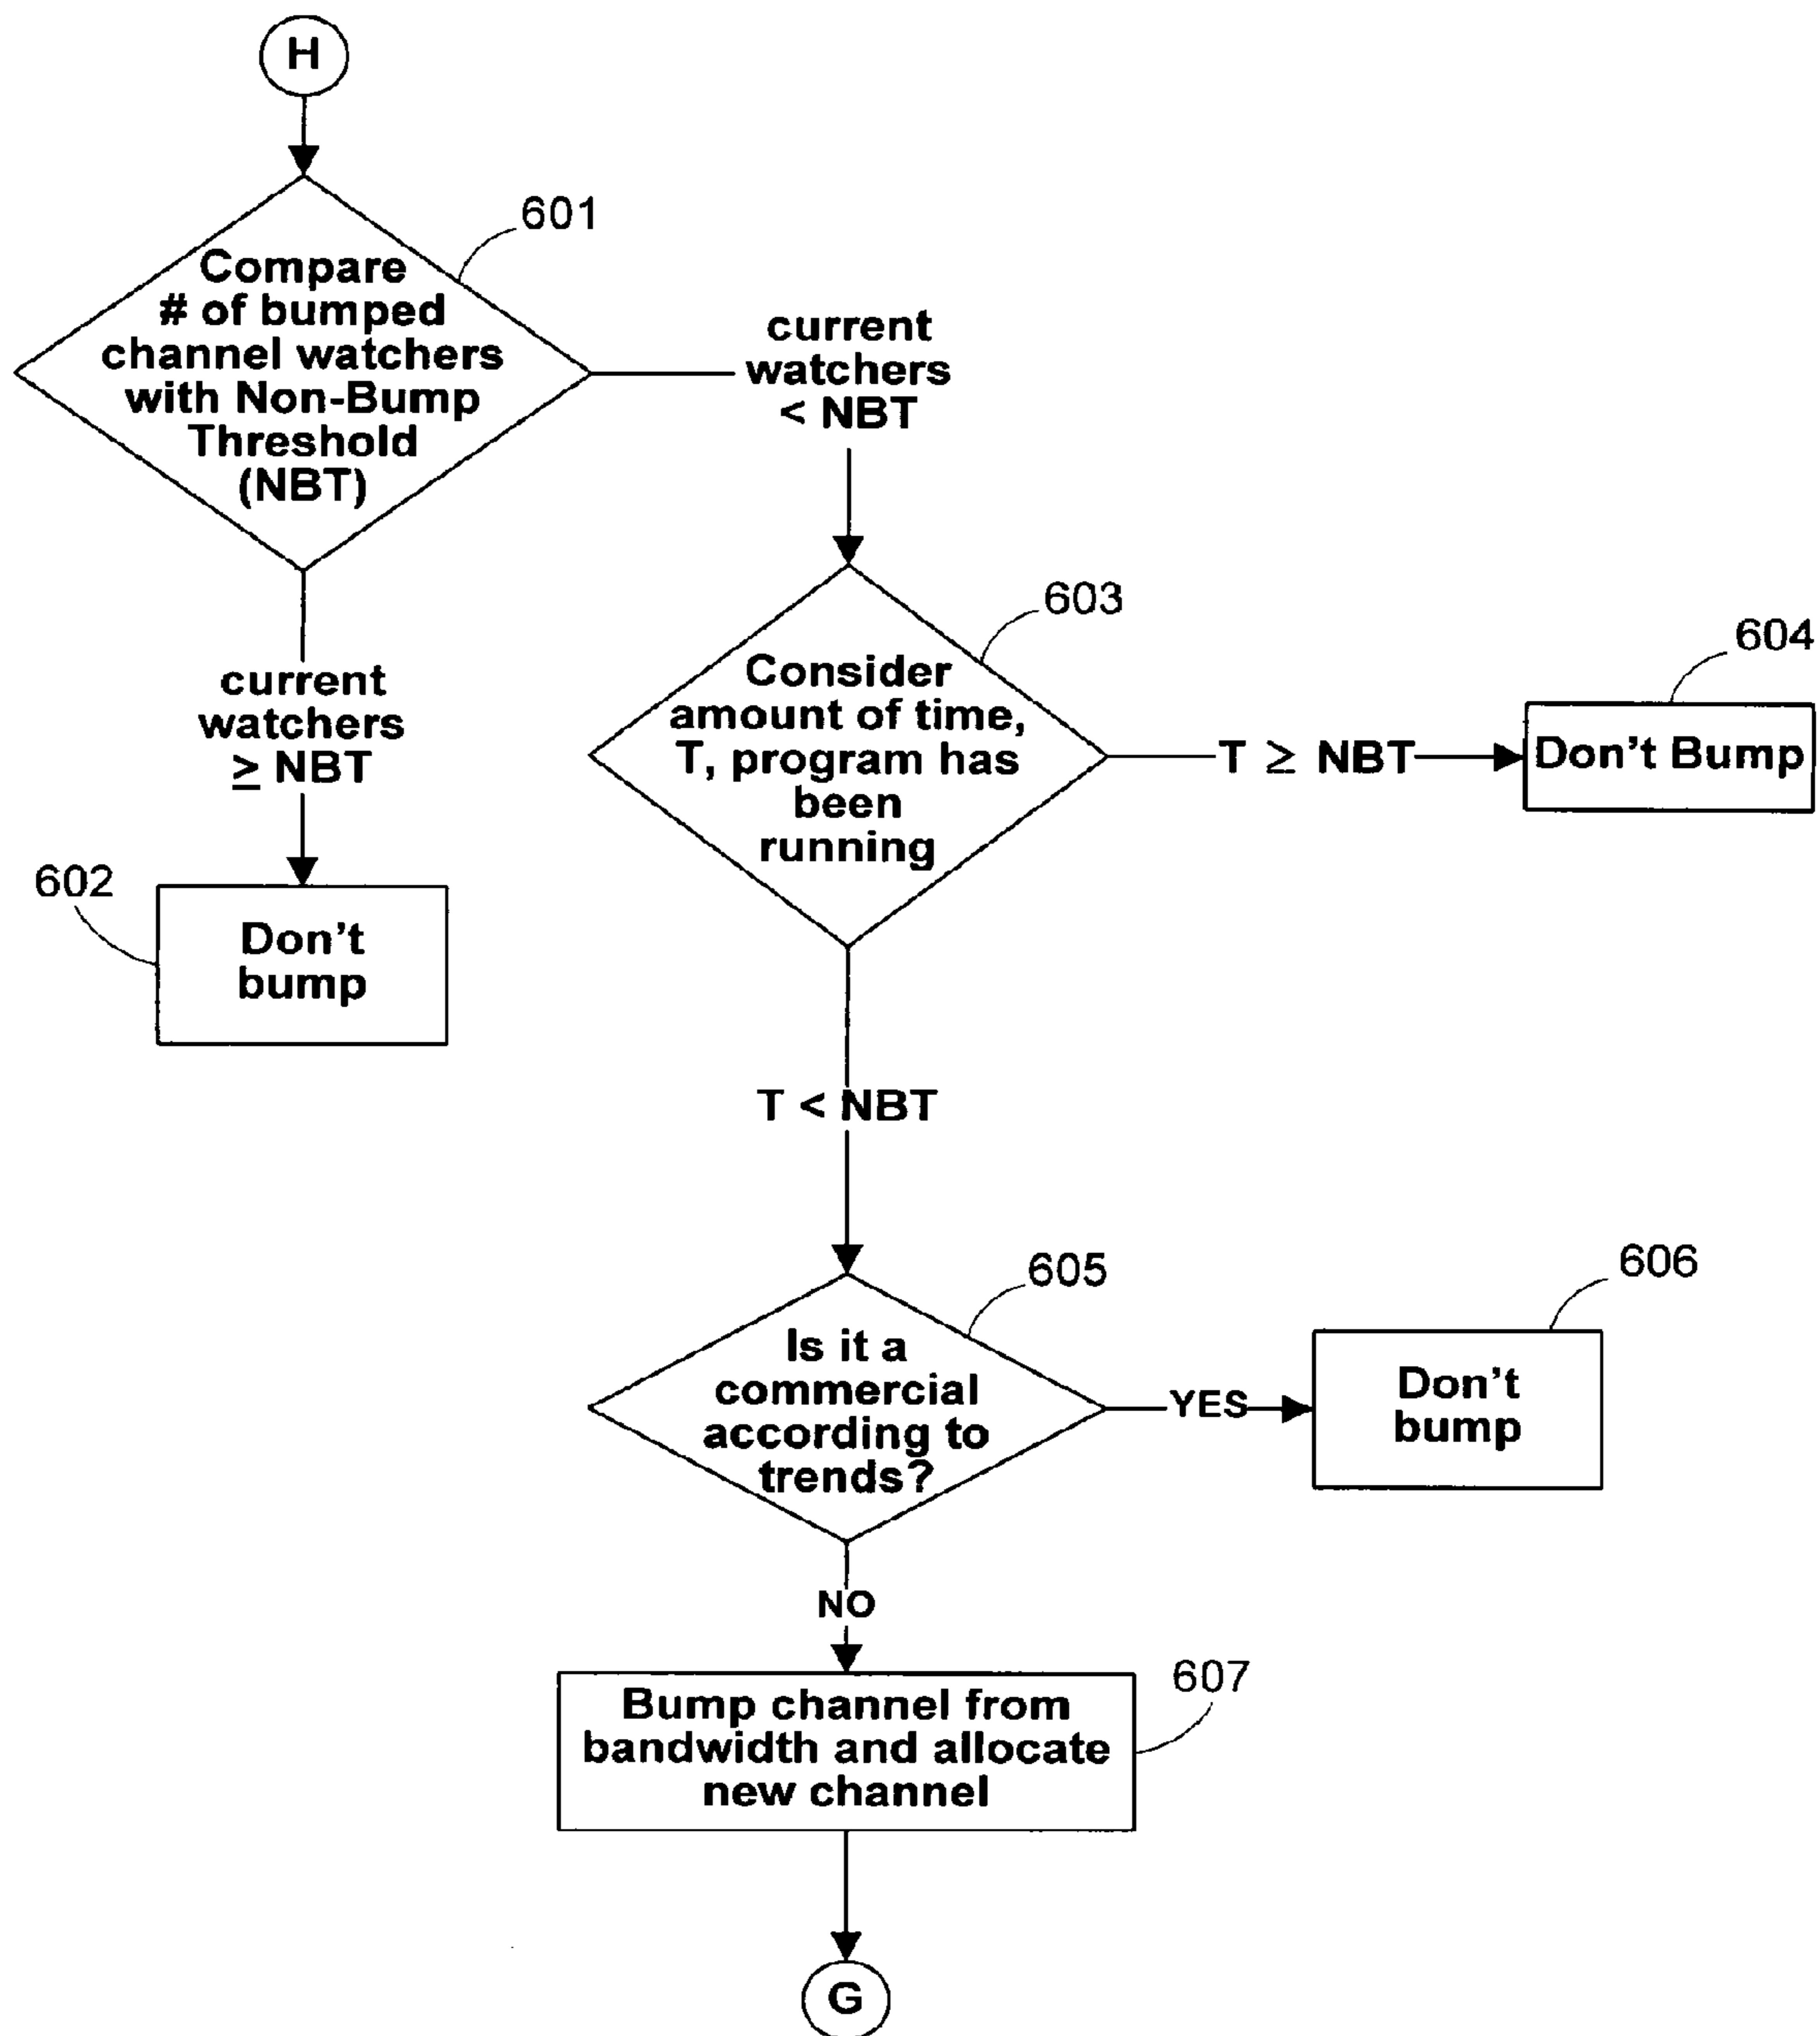 H
601
Compare
# of bumped
channel watchers
with Non-Bump
Threshold
(NBT)
current
watchers
< NBT
current
watchers
≥ NBT
602
Don't
bump
603
Consider
amount of time,
T, program has
been
running
T ≥ NBT
604
Don't Bump
T < NBT
605
Is it a
commercial
according to
trends?
YES
606
Don't
bump
NO
607
Bump channel from
bandwidth and allocate
new channel
G